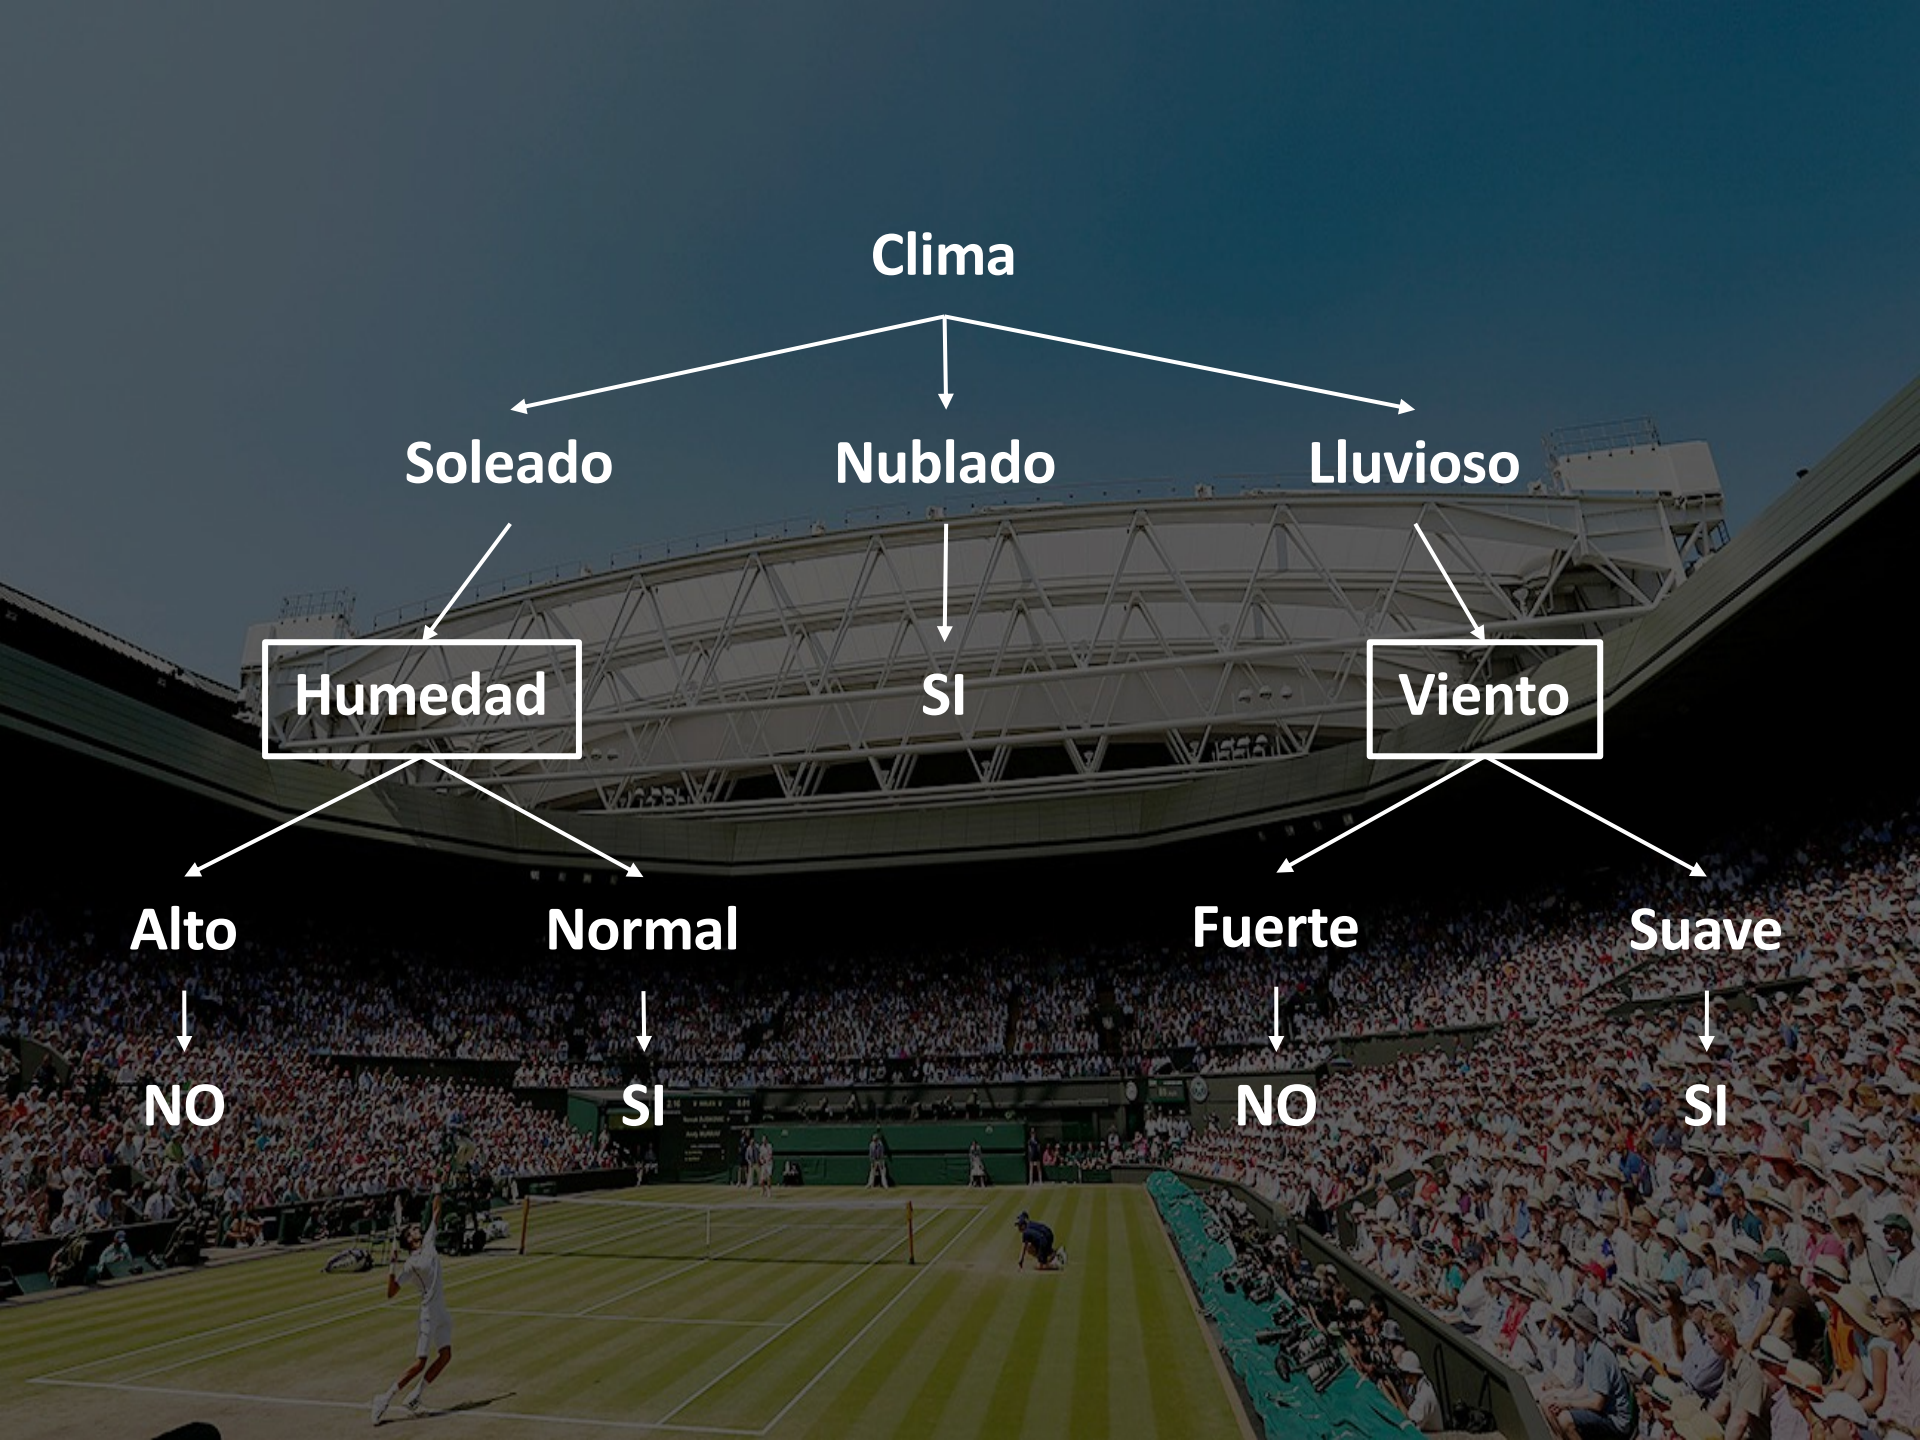 Clima
Soleado
Nublado
Lluvioso
Humedad
SI
Viento
Alto
Normal
Fuerte
Suave
NO
SI
NO
SI